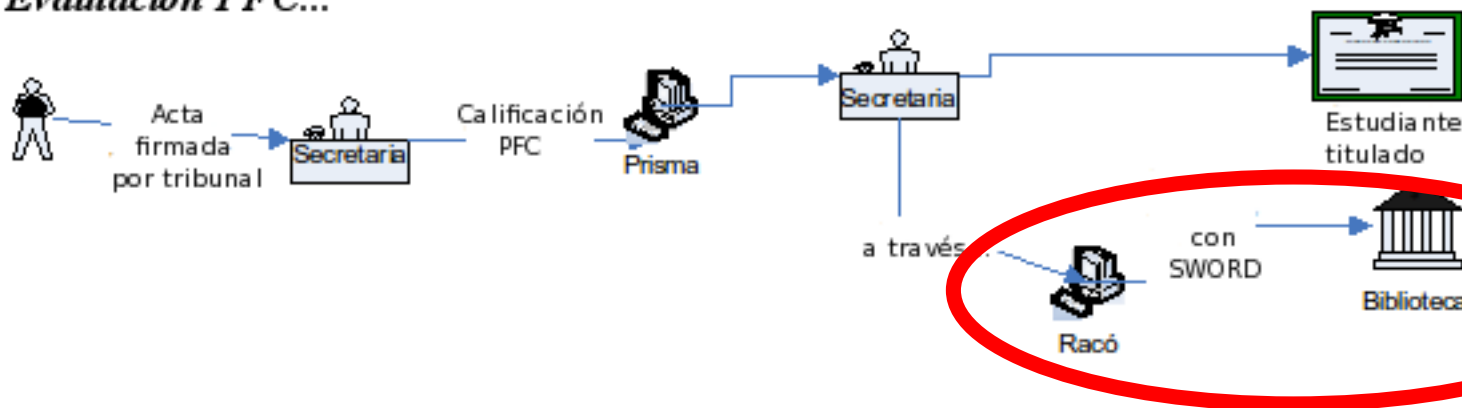 Evaluación PFC...
Acta
firmada
por tribunal
Secretaria
Calificación
PFC
Prisma
Secretaria
Estudiante
titulado
a través..
Racó
con
SWORD
Biblioteca